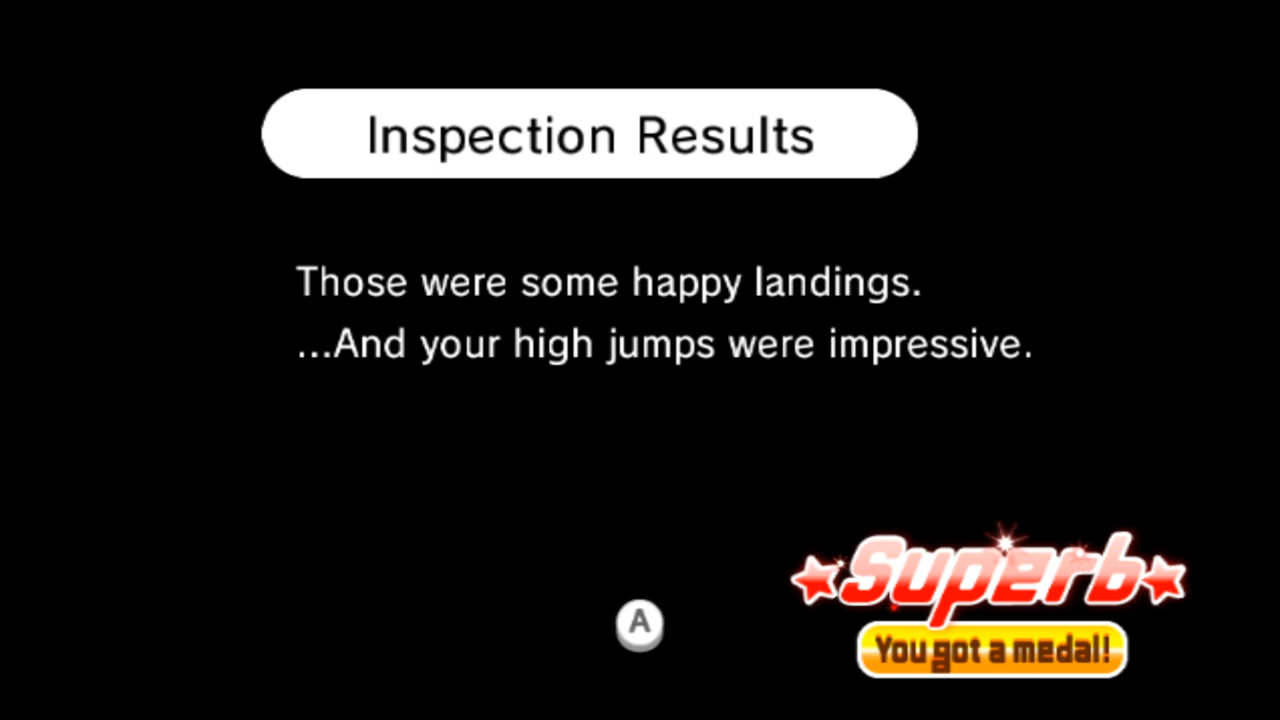 Inspection Results
Those were some happy landings.
...And your high jumps were impressive.
Superb
A
You got a medal!